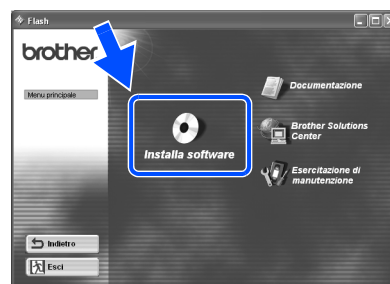 Flash
brother
Menu principale
Documentazione
Brother Solutions
Center
Installa software
Esercitazione di
manutenzione
Indietro
Esci